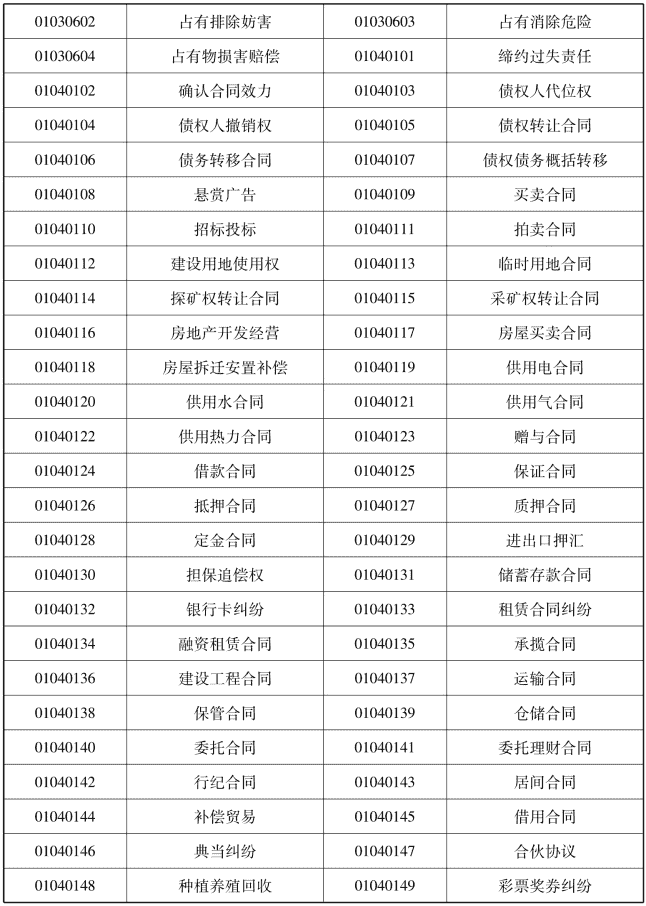 01030602 占有排除妨害 01030603 占有消除危险
01030604 占有物损害赔偿 01040101 缔约过失责任
01040102 确认合同效力 01040103 债权人代位权
01040104 债权人撤销权 01040105 债权转让合同
01040106 债务转移合同 01040107 债权债务概括转移
01040108 悬赏广告 01040109 买卖合同
01040110 招标投标 01040111 拍卖合同
01040112 建设用地使用权 01040113 临时用地合同
01040114 探矿权转让合同 01040115 采矿权转让合同
01040116 房地产开发经营 01040117 房屋买卖合同
01040118 房屋拆迁安置补偿 01040119 供用电合同
01040120 供用水合同 01040121 供用气合同
01040122 供用热力合同 01040123 赠与合同
01040124 借款合同 01040125 保证合同
01040126 抵押合同 01040127 质押合同
01040128 定金合同 01040129 进出口押汇
01040130 担保追偿权 01040131 储蓄存款合同
01040132 银行卡纠纷 01040133 租赁合同纠纷
01040134 融资租赁合同 01040135 承揽合同
01040136 建设工程合同 01040137 运输合同
01040138 保管合同 01040139 仓储合同
01040140 委托合同 01040141 委托理财合同
01040142 行纪合同 01040143 居间合同
01040144 补偿贸易 01040145 借用合同
01040146 典当纠纷 01040147 合伙协议
01040148 种植养殖回收 01040149 彩票奖券纠纷